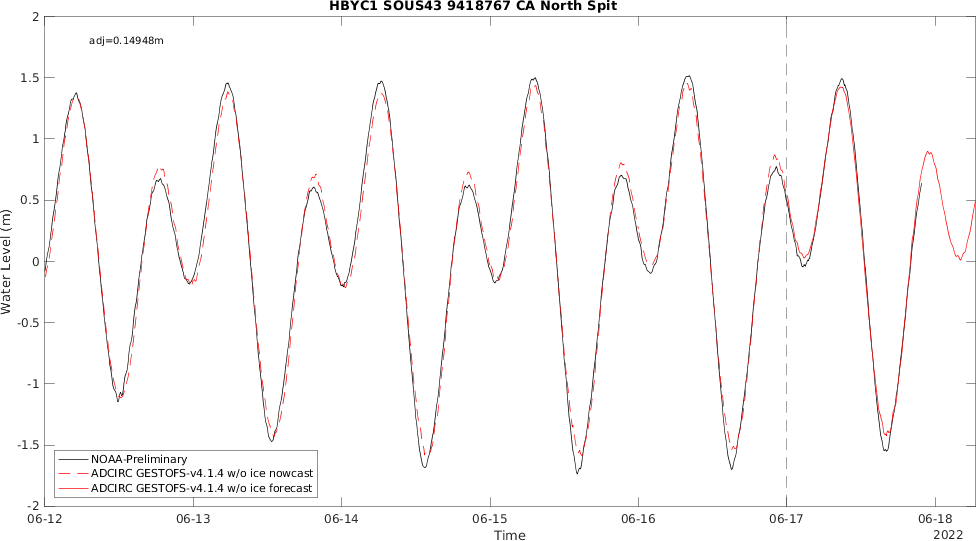 HBYC1 SOUS43 9418767 CA North Spit
adj=0.14948m
2
1.5
1
0.5
0
-0.5
-1
-1.5
-2
Water Level (m)
NOAA-Preliminary
ADCIRC GESTOFS-v4.1.4 w/o ice nowcast
ADCIRC GESTOFS-v4.1.4 w/o ice forecast
06-12 06-13 06-14 06-15 06-16 06-17 06-18
Time
2022